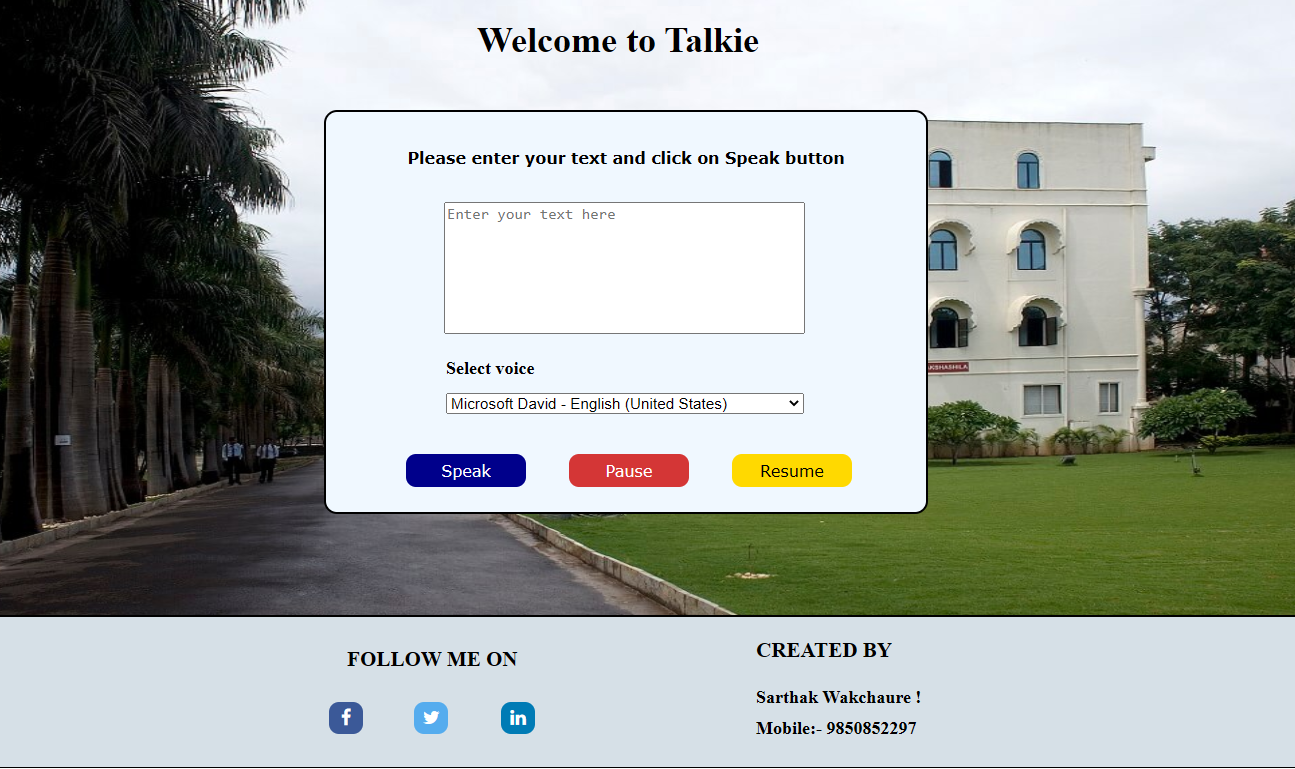 Welcome to Talkie
Please enter your text and click on Speak button
Enter your text here
Select voice
Microsoft David - English (United States)
Speak
Pause
Resume
AKSHASHILA
FOLLOW ME ON
f
in
CREATED BY
Sarthak Wakchaure !
Mobile:- 9850852297